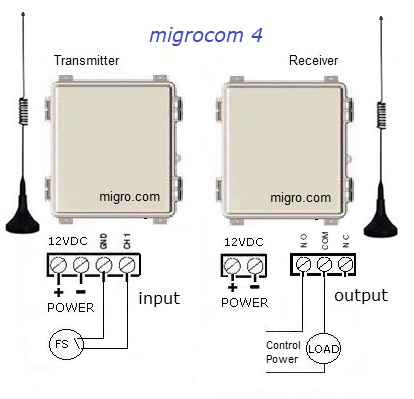 migrocom 4
Transmitter
Receiver
migro.com
migro.com
12VDC
GND
CH 1
+ -
POWER
input
FS
12VDC
+ -
POWER
N O
COM
N C
output
Control
Power
LOAD